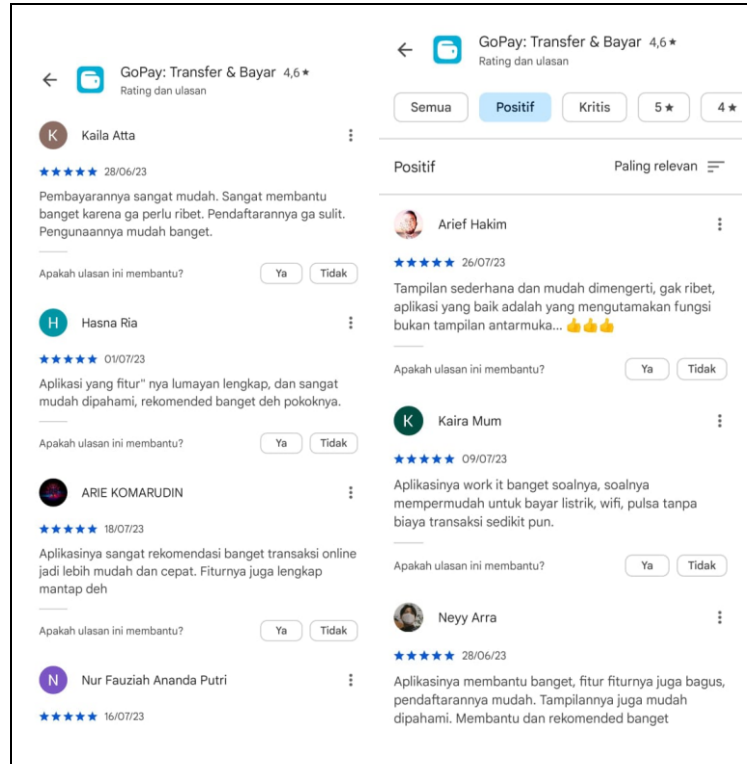 GoPay: Transfer & Bayar 4,6★
Rating dan ulasan
K Kaila Atta
★★★★★ 28/06/23
Pembayarannya sangat mudah. Sangat membantu
banget karena ga perlu ribet. Pendaftarannya ga sulit.
Pengunaannya mudah banget.
Apakah ulasan ini membantu? Ya Tidak
H Hasna Ria
★★★★★ 01/07/23
Aplikasi yang fitur" nya lumayan lengkap, dan sangat
mudah dipahami, rekomended banget deh pokoknya.
Apakah ulasan ini membantu? Ya Tidak
ARIE KOMARUDIN
★★★★★ 18/07/23
Aplikasinya sangat rekomendasi banget transaksi online
jadi lebih mudah dan cepat. Fiturnya juga lengkap
mantap deh
Apakah ulasan ini membantu? Ya Tidak
N Nur Fauziah Ananda Putri
★★★★★ 16/07/23
GoPay: Transfer & Bayar 4,6★
Rating dan ulasan
Semua Positif Kritis 5★ 4★
Positif Paling relevan
Arief Hakim
★★★★★ 26/07/23
Tampilan sederhana dan mudah dimengerti, gak ribet,
aplikasi yang baik adalah yang mengutamakan fungsi
bukan tampilan antarmuka... 👍👍👍
Apakah ulasan ini membantu? Ya Tidak
K Kaira Mum
★★★★★ 09/07/23
Aplikasinya work it banget soalnya, soalnya
mempermudah untuk bayar listrik, wifi, pulsa tanpa
biaya transaksi sedikit pun.
Apakah ulasan ini membantu? Ya Tidak
Neyy Arra
★★★★★ 28/06/23
Aplikasinya membantu banget, fitur fiturnya juga bagus,
pendaftarannya mudah. Tampilannya juga mudah
dipahami. Membantu dan rekomended banget